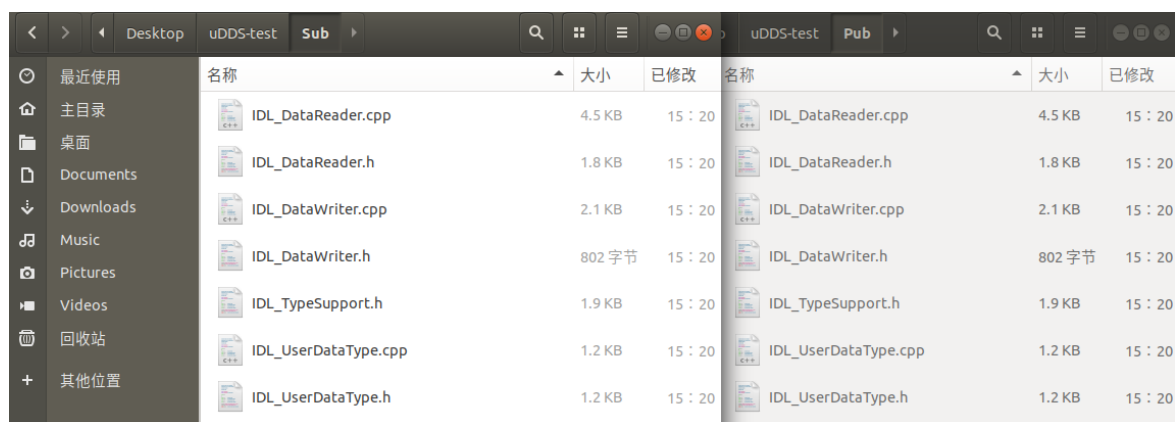 Desktop uDDS-test Sub
最近使用
主目录
桌面
Documents
Downloads
Music
Pictures
Videos
回收站
其他位置
名称 大小 已修改
IDL_DataReader.cpp 4.5 KB 15：20
IDL_DataReader.h 1.8 KB 15：20
IDL_DataWriter.cpp 2.1 KB 15：20
IDL_DataWriter.h 802 字节 15：20
IDL_TypeSupport.h 1.9 KB 15：20
IDL_UserDataType.cpp 1.2 KB 15：20
IDL_UserDataType.h 1.2 KB 15：20
uDDS-test Pub
名称 大小 已修改
IDL_DataReader.cpp 4.5 KB 15：20
IDL_DataReader.h 1.8 KB 15：20
IDL_DataWriter.cpp 2.1 KB 15：20
IDL_DataWriter.h 802 字节 15：20
IDL_TypeSupport.h 1.9 KB 15：20
IDL_UserDataType.cpp 1.2 KB 15：20
IDL_UserDataType.h 1.2 KB 15：20